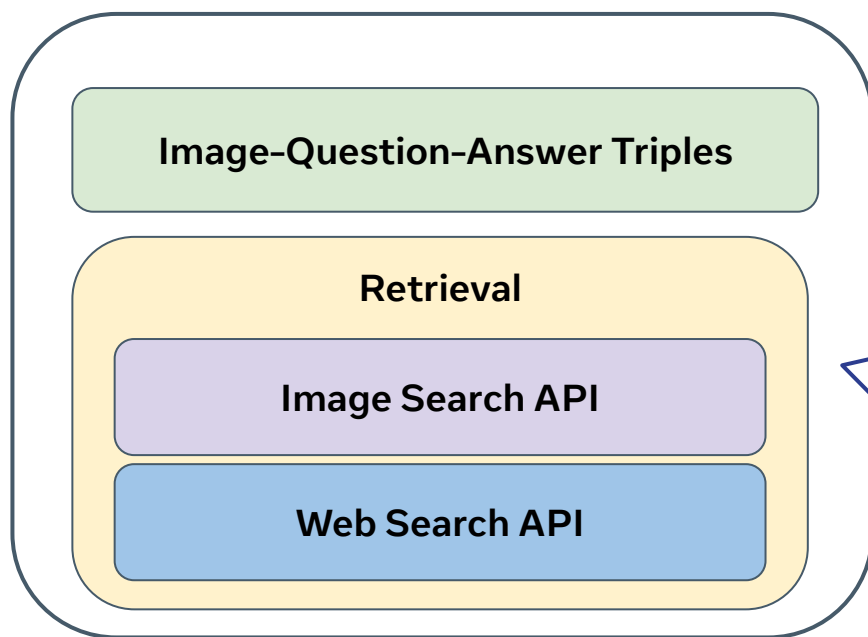 Image-Question-Answer Triples
Retrieval
Image Search API
Web Search API